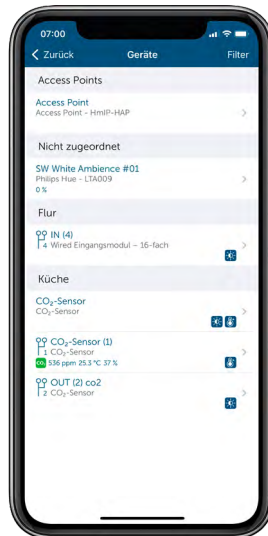 07:00
Zurück Geräte Filter
Access Points
Access Point
Access Point - HmIP-HAP
Nicht zugeordnet
SW White Ambience #01
Philips Hue - LTA009
0 %
Flur
IN (4)
4 Wired Eingangsmodul – 16-fach
Küche
CO₂-Sensor
CO₂-Sensor
CO₂-Sensor (1)
1 CO₂-Sensor
CO₂ 536 ppm 25.3 °C 37 %
OUT (2) co2
2 CO₂-Sensor